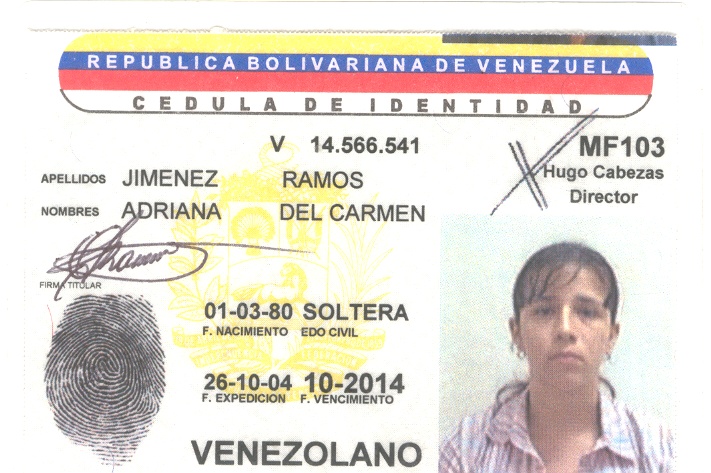 REPUBLICA BOLIVARIANA DE VENEZUELA
CEDULA DE IDENTIDAD
V 14.566.541
MF103
Hugo Cabezas
Director
APELLIDOS JIMENEZ RAMOS
NOMBRES ADRIANA DEL CARMEN
FIRMA TITULAR
01-03-80 SOLTERA
F. NACIMIENTO EDO CIVIL
26-10-04 10-2014
F. EXPEDICION F. VENCIMIENTO
VENEZOLANO